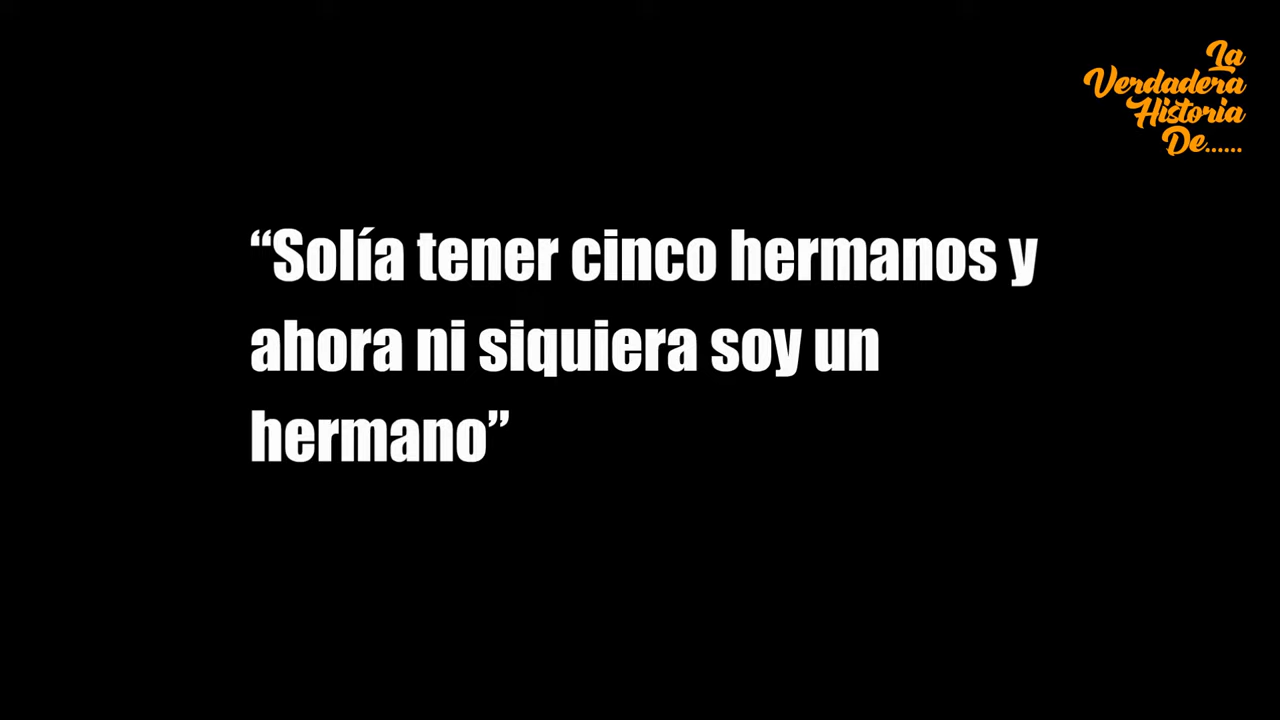 La
Verdadera
Historia
De......
“Solía tener cinco hermanos y
ahora ni siquiera soy un
hermano”